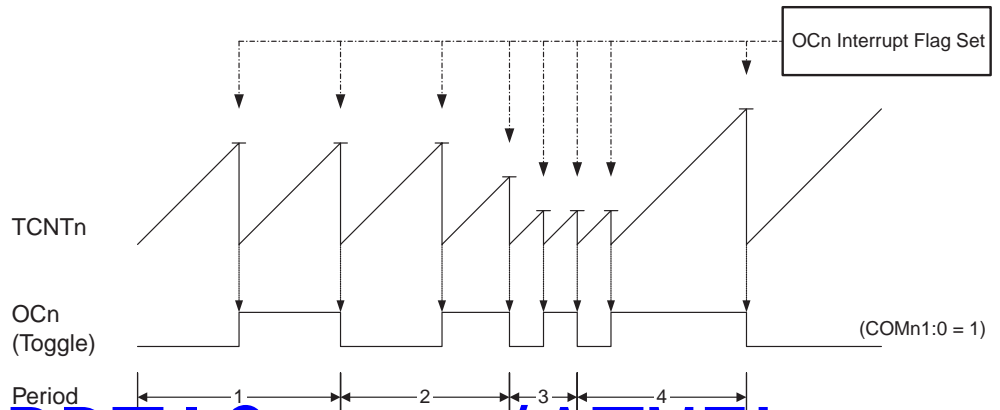 OCn Interrupt Flag Set
TCNTn
OCn
(Toggle)
(COMn1:0 = 1)
Period
1
2
3
4